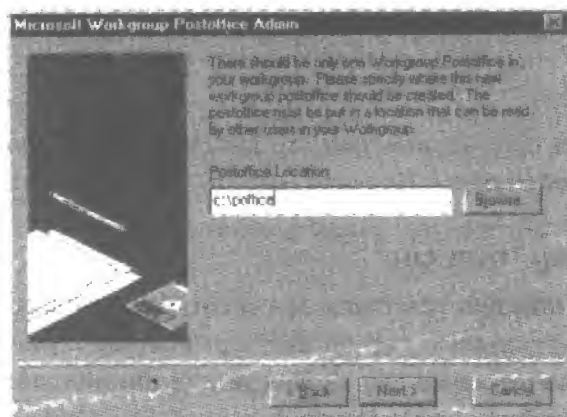 Microsoft Workgroup Postoffice Admin
There should be only one Workgroup Postoffice in
your workgroup. Please specify where this new
workgroup postoffice should be created. The
postoffice must be put in a location that can be read
by other users in your Workgroup.
Postoffice Location:
c:\poffice
Browse...
< Back
Next >
Cancel